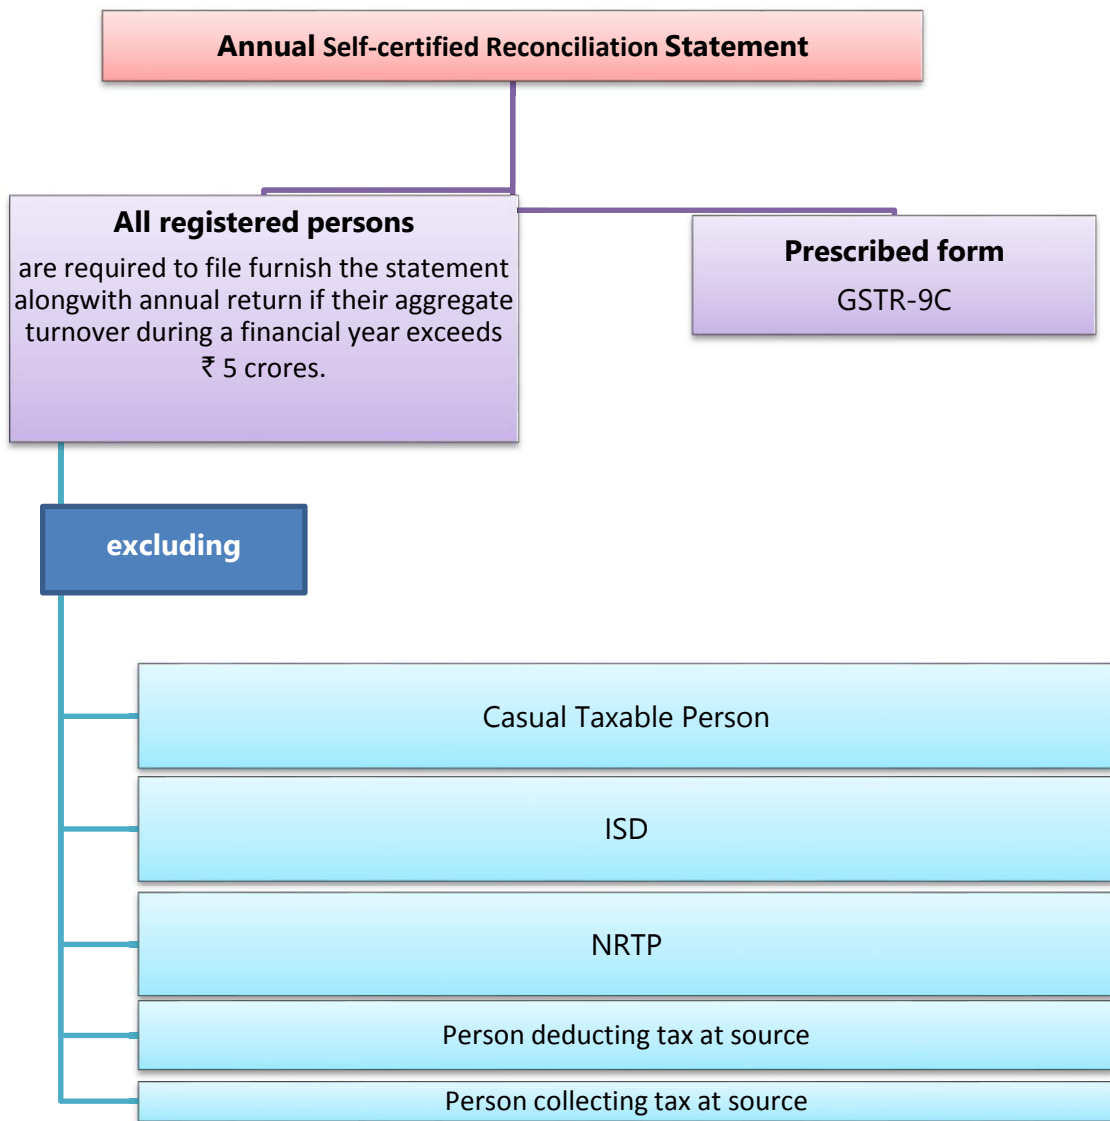 Annual Self-certified Reconciliation Statement
All registered persons
are required to file furnish the statement
alongwith annual return if their aggregate
turnover during a financial year exceeds
₹ 5 crores.
Prescribed form
GSTR-9C
excluding
Casual Taxable Person
ISD
NRTP
Person deducting tax at source
Person collecting tax at source